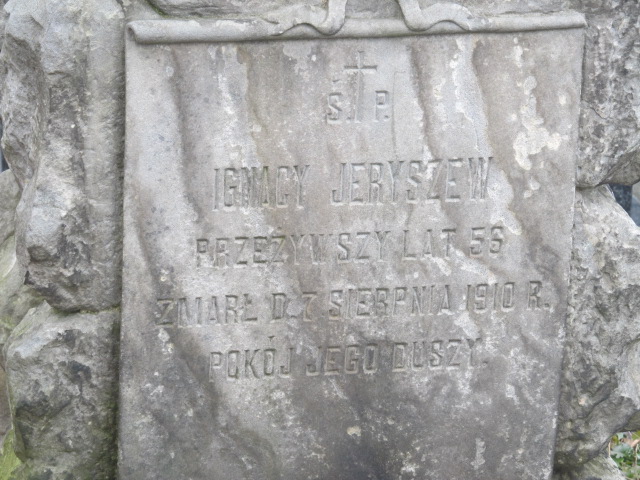 Ś. P.
IGNACY JERYSZEW
PRZEŻYWSZY LAT 56
ZMARŁ D. 7 SIERPNIA 1910 R.
POKÓJ JEGO DUSZY.